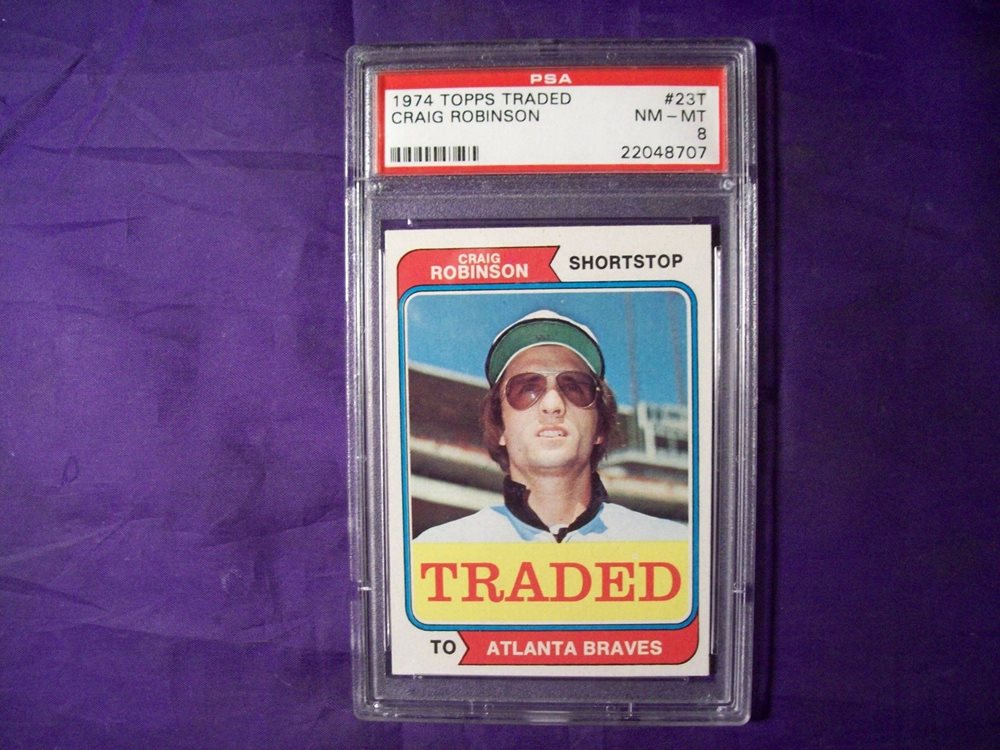 PSA
1974 TOPPS TRADED #23T
CRAIG ROBINSON NM-MT
8
22048707
CRAIG
ROBINSON
SHORTSTOP
TRADED
TO ATLANTA BRAVES